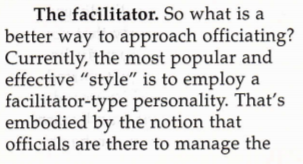 The facilitator. So what is a
better way to approach officiating?
Currently, the most popular and
effective "style" is to employ a
facilitator-type personality. That's
embodied by the notion that
officials are there to manage the